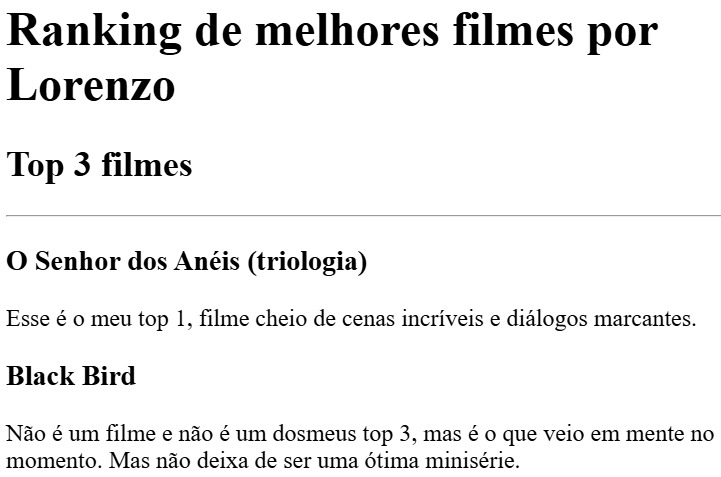 Ranking de melhores filmes por
Lorenzo
Top 3 filmes
O Senhor dos Anéis (triologia)
Esse é o meu top 1, filme cheio de cenas incríveis e diálogos marcantes.
Black Bird
Não é um filme e não é um dosmeus top 3, mas é o que veio em mente no
momento. Mas não deixa de ser uma ótima minisérie.